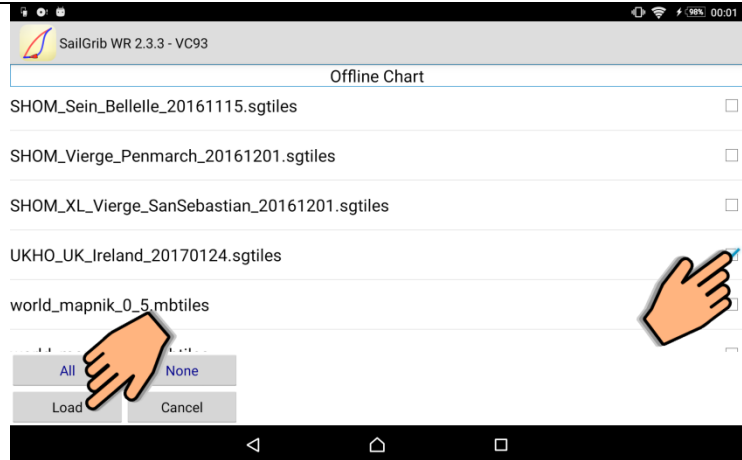 98% 00:01
SailGrib WR 2.3.3 - VC93
Offline Chart
SHOM_Sein_BelleIle_20161115.sgtiles
SHOM_Vierge_Penmarch_20161201.sgtiles
SHOM_XL_Vierge_SanSebastian_20161201.sgtiles
UKHO_UK_Ireland_20170124.sgtiles
world_mapnik_0_5.mbtiles
All None
Load Cancel